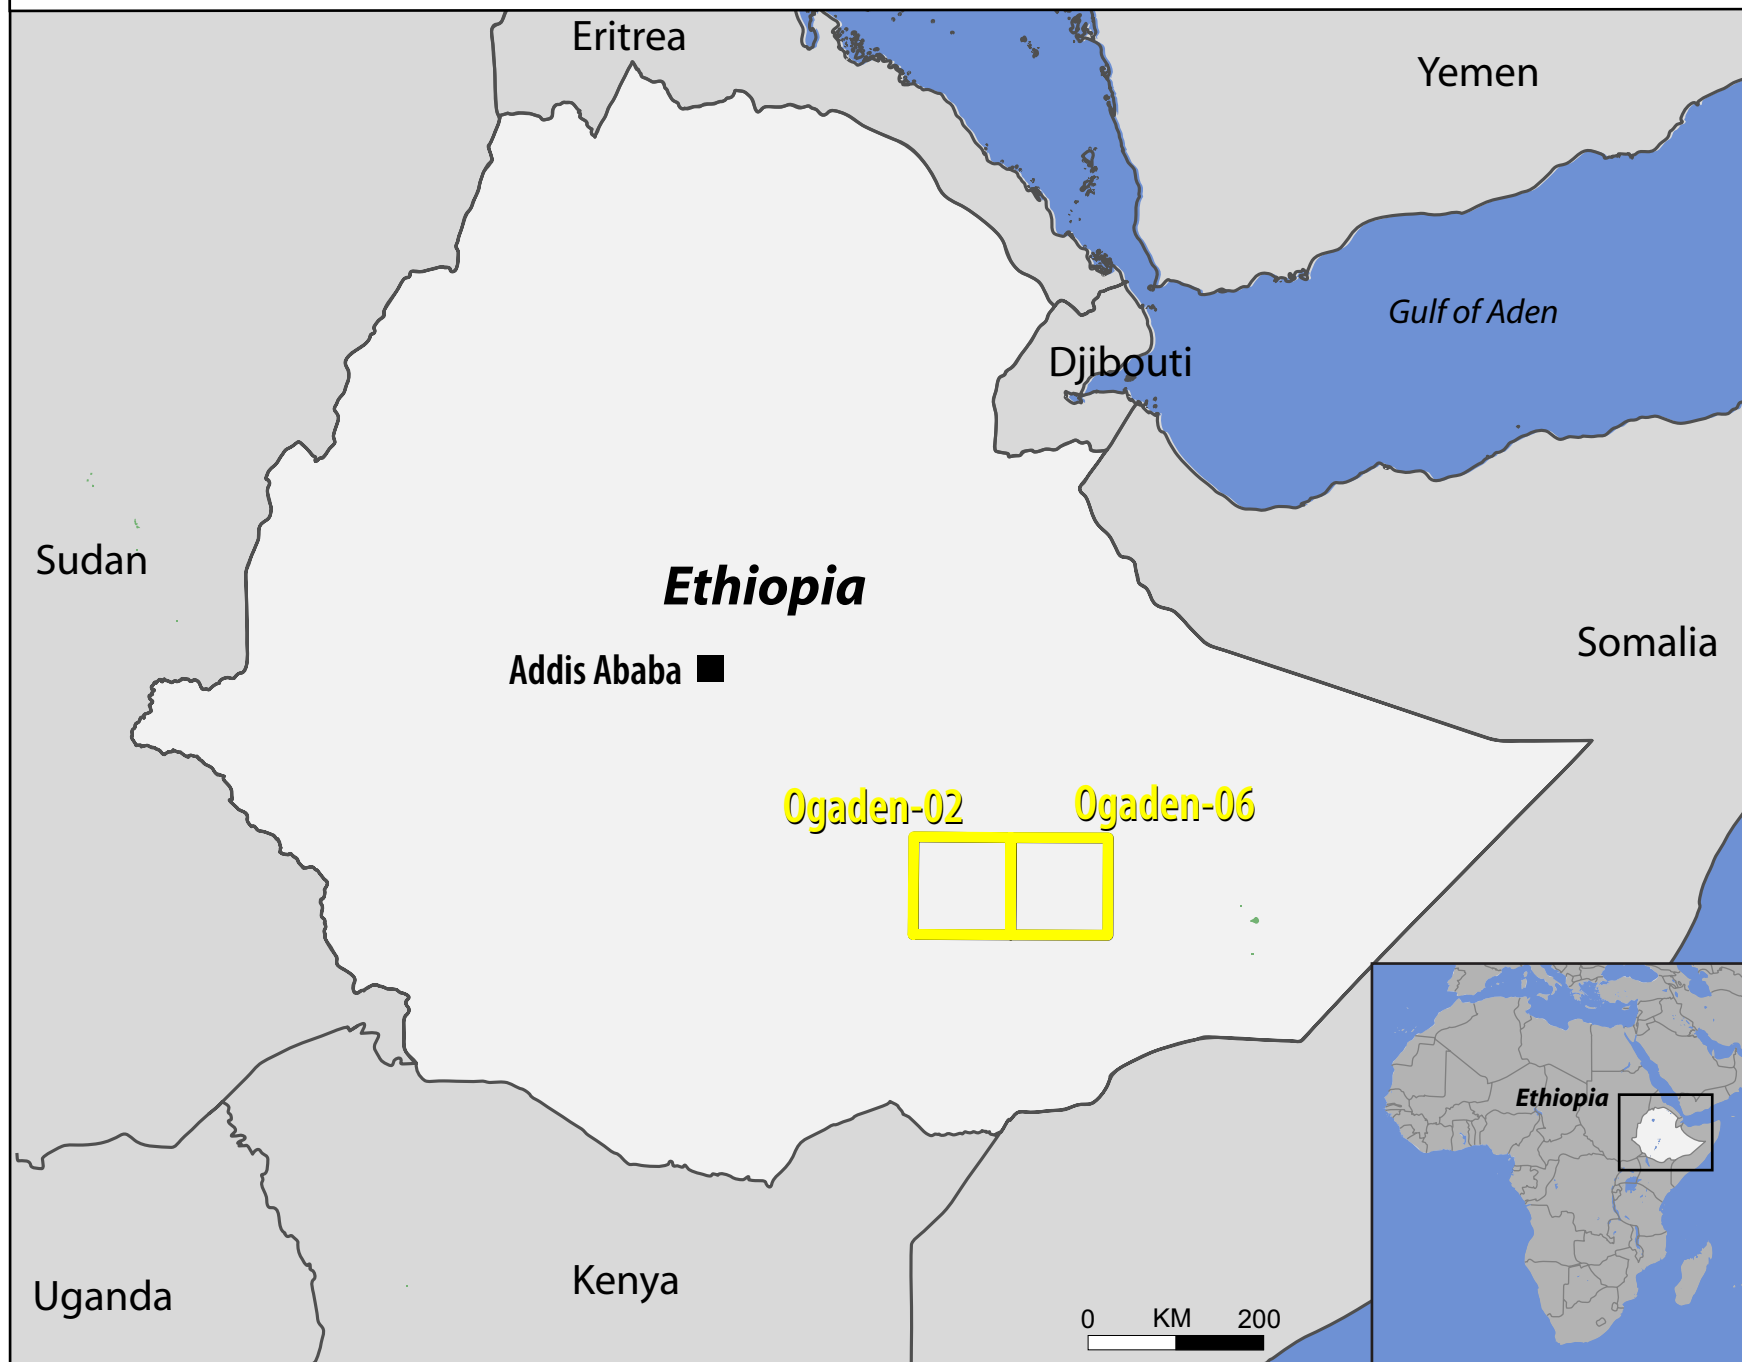 Eritrea
Yemen
Gulf of Aden
Djibouti
Sudan
Ethiopia
Somalia
Addis Ababa
Ogaden-02
Ogaden-06
Ethiopia
Uganda
Kenya
0 KM 200